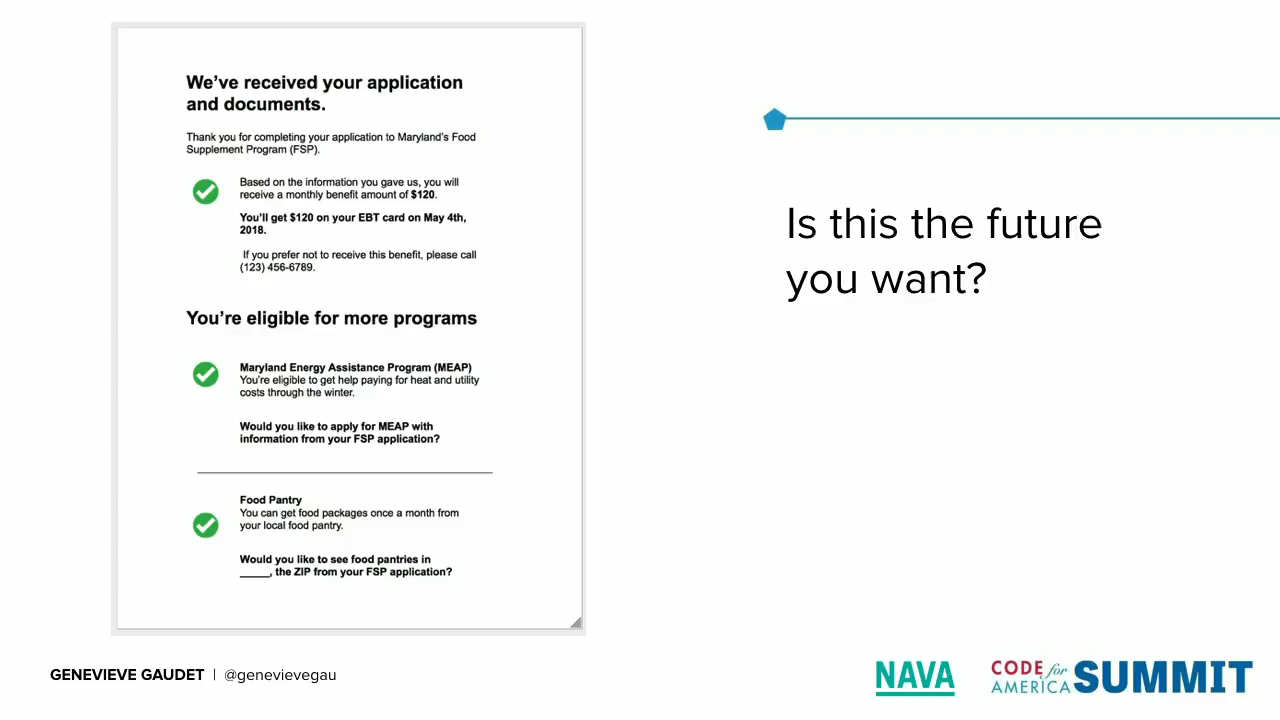 We've received your application
and documents.
Thank you for completing your application to Maryland's Food
Supplement Program (FSP).
Based on the information you gave us, you will
receive a monthly benefit amount of $120.
You'll get $120 on your EBT card on May 4th,
2018.
If you prefer not to receive this benefit, please call
(123) 456-6789.
You're eligible for more programs
Maryland Energy Assistance Program (MEAP)
You're eligible to get help paying for heat and utility
costs through the winter.
Would you like to apply for MEAP with
information from your FSP application?
Food Pantry
You can get food packages once a month from
your local food pantry.
Would you like to see food pantries in
_____, the ZIP from your FSP application?
Is this the future
you want?
GENEVIEVE GAUDET | @genevievegau
NAVA
CODE for
AMERICA SUMMIT